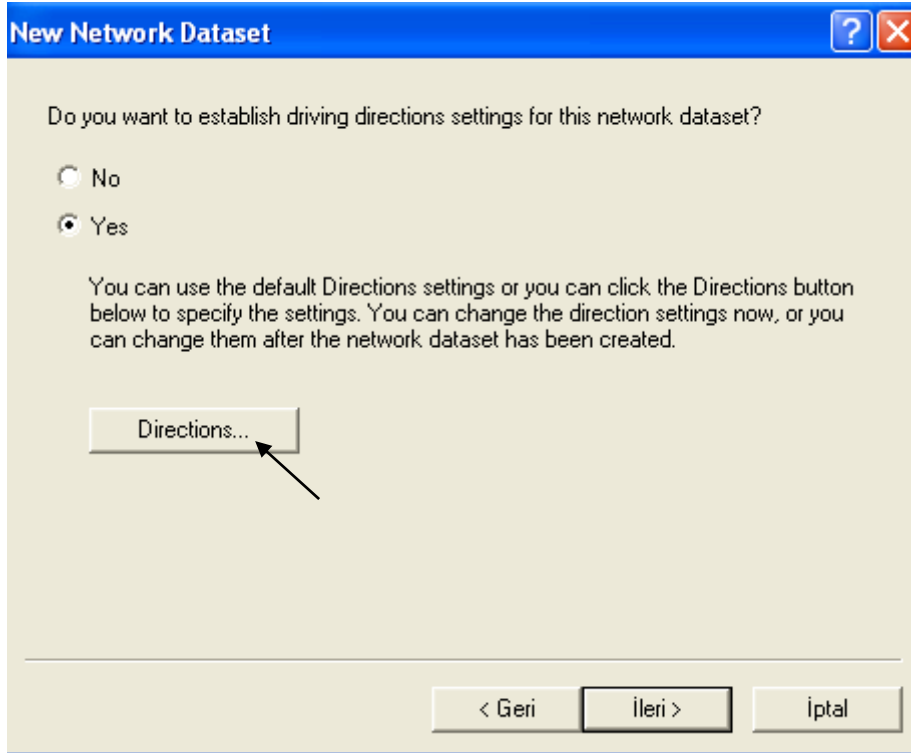 New Network Dataset
?
Do you want to establish driving directions settings for this network dataset?
No
Yes
You can use the default Directions settings or you can click the Directions button
below to specify the settings. You can change the direction settings now, or you
can change them after the network dataset has been created.
Directions...
< Geri
İleri >
İptal